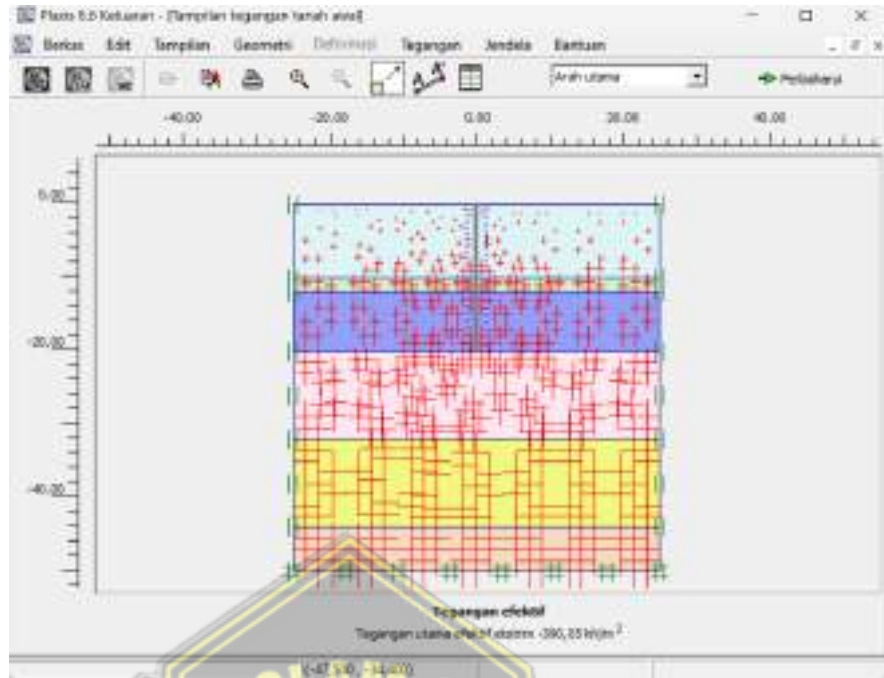 Plaxis 8.6 Keluaran - [Tampilan tegangan tanah awal]
Berkas Edit Tampilan Geometri Deformasi Tegangan Jendela Bantuan
Arah utama Perbaharui
-40.00 -20.00 0.00 20.00 40.00
0.00
-20.00
-40.00
Tegangan efektif
Tegangan utama efektif ekstrim
kN/m²